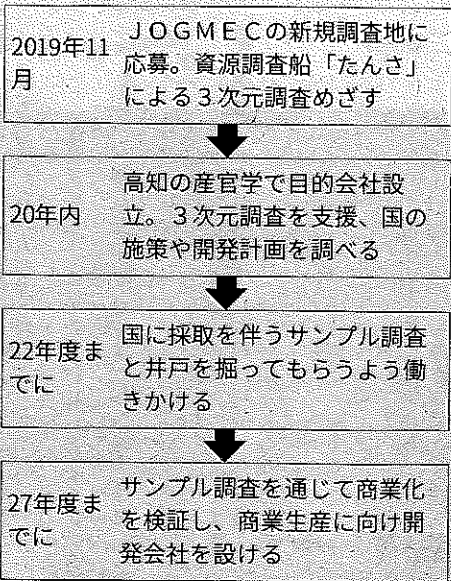 2019年11月
JOGMECの新規調査地に
応募。資源調査船「たんさ」
による3次元調査めざす
20年内
高知の産官学で目的会社設
立。3次元調査を支援、国の
施策や開発計画を調べる
22年度までに
国に採取を伴うサンプル調査
と井戸を掘ってもらうよう働
きかける
27年度までに
サンプル調査を通じて商業化
を検証し、商業生産に向け開
発会社を設ける